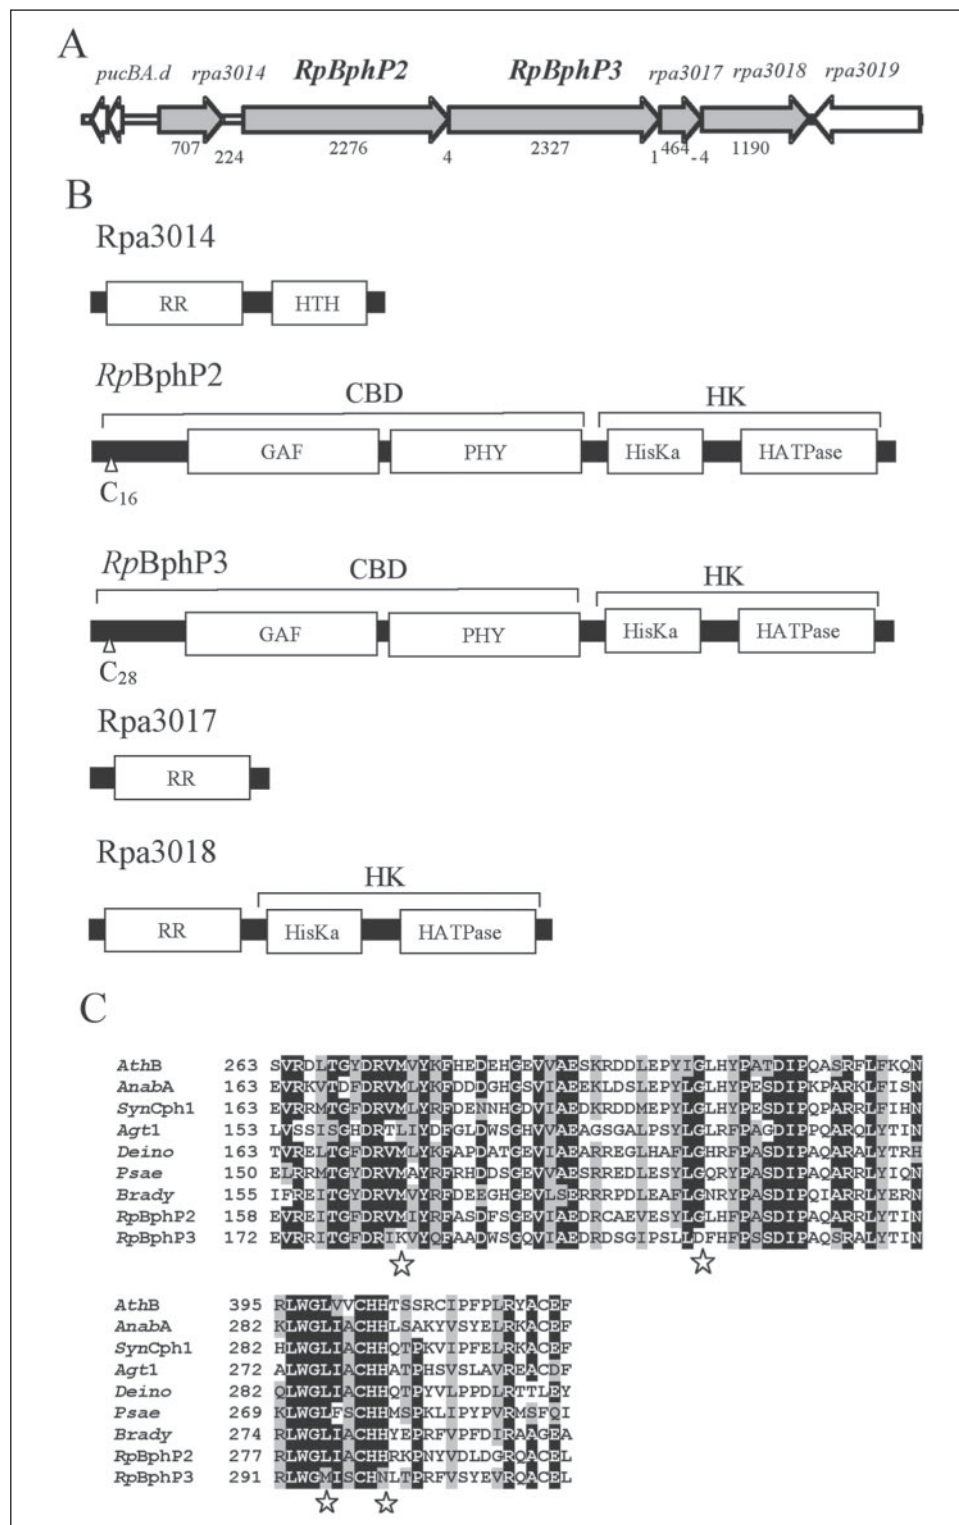 A
pucBA.d rpa3014 RpBphP2 RpBphP3 rpa3017 rpa3018 rpa3019
707 224 2276 4 2327 1 464 -4 1190
B
Rpa3014
RR HTH
RpBphP2
CBD HK
GAF PHY HisKa HATPase
C16
RpBphP3
CBD HK
GAF PHY HisKa HATPase
C28
Rpa3017
RR
Rpa3018
HK
RR HisKa HATPase
C
AthB 263 SVRDLTGYDRVMVYKFHEDEHGEVVAESKRDDLEPYIGLHYPATDIPQASRFLFKQN
AnabA 163 EVRKVTDFDRVMLYKFDDDGHGSVIAEEKLDSLEPYLGLHYPESDIPKPARKLFISN
SynCph1 163 EVRRMTGFDRVMLYRFDENNHGDVIAEDKRDDMEPYLGLHYPESDIPQPARRLFIHN
Agt1 153 LVSSISGHDRTLIYDFGLDWSGHVVAEAGSGALPSYLGLRFPAGDIPPQARQLYTIN
Deino 163 TVRELTGFDRVMLYKFAPDATGEVIAEARREGLHAFLGHRFPASDIPAQARALYTRH
Psae 150 ELRRMTGYDRVMAYRFRHDDSGEVVAESRREDLESYLGQRYPASDIPAQARRLYIQN
Brady 155 IFREITGYDRVMVYRFDEEGHGEVLSERRRPDLEAFLGNRYPASDIPQIARRLYERN
RpBphP2 158 EVREITGFDRVMIYRFASDFSGEVIAEDRCAEVESYLGLHYPASDIPAQARRLYTIN
RpBphP3 172 EVRRITGFDRIKVYQFAADWSGQVIAEDRDSGIPSLLDFHFPSSDIPAQSRALYTIN
AthB 395 RLWGLVVCHHTSSRCIPFPLRYACEF
AnabA 282 KLWGLIACHHLSAKYVSYELRKACEF
SynCph1 282 HLWGLIACHHQTPKVIPFELRKACEF
Agt1 272 ALWGLIACHHATPHSVSLAVREACDF
Deino 282 QLWGLIACHHQTPYVLPPDLRTTLEY
Psae 269 KLWGLFSCHHMSPKLIPYPVRMSFQI
Brady 274 RLWGLIACHHYEPRFVPFDIRAAGEA
RpBphP2 277 RLWGLIACHHRKPNYVDLDGRQACEL
RpBphP3 291 RLWGMISCHNLTPRFVSYEVRQACEL